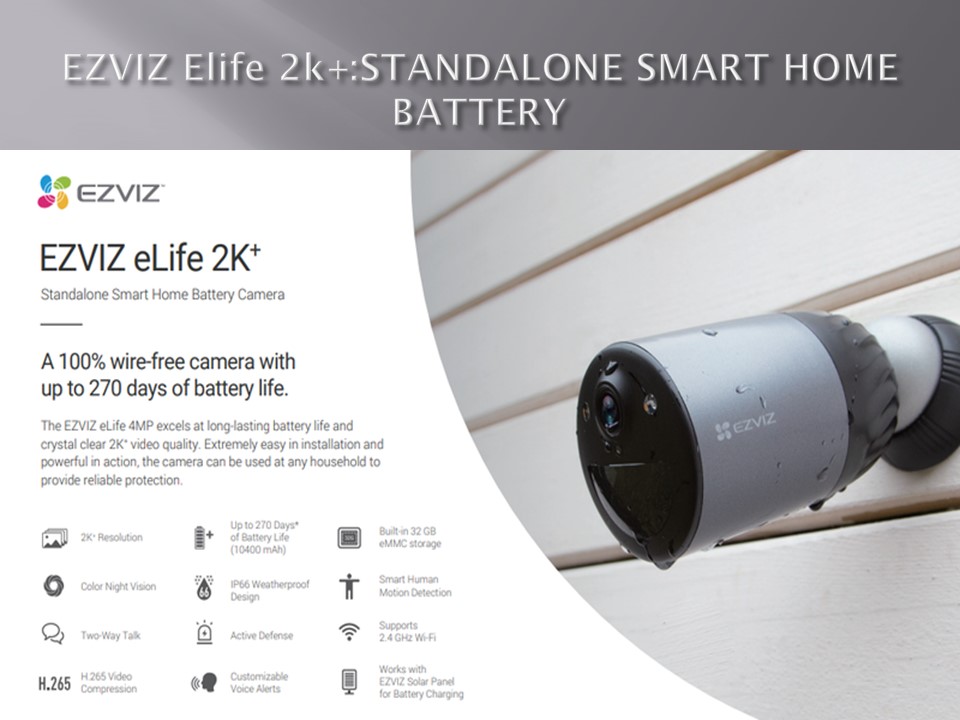 EZVIZ Elife 2k+:STANDALONE SMART HOME
BATTERY
EZVIZ
EZVIZ eLife 2K+
Standalone Smart Home Battery Camera
A 100% wire-free camera with
up to 270 days of battery life.
The EZVIZ eLife 4MP excels at long-lasting battery life and
crystal clear 2K+ video quality. Extremely easy in installation and
powerful in action, the camera can be used at any household to
provide reliable protection.
2K+ Resolution
Up to 270 Days*
of Battery Life
(10400 mAh)
Built-in 32 GB
eMMC storage
Color Night Vision
66
IP66 Weatherproof
Design
Smart Human
Motion Detection
Two-Way Talk
Active Defense
Supports
2.4 GHz Wi-Fi
H.265
H.265 Video
Compression
Customizable
Voice Alerts
Works with
EZVIZ Solar Panel
for Battery Charging
EZVIZ